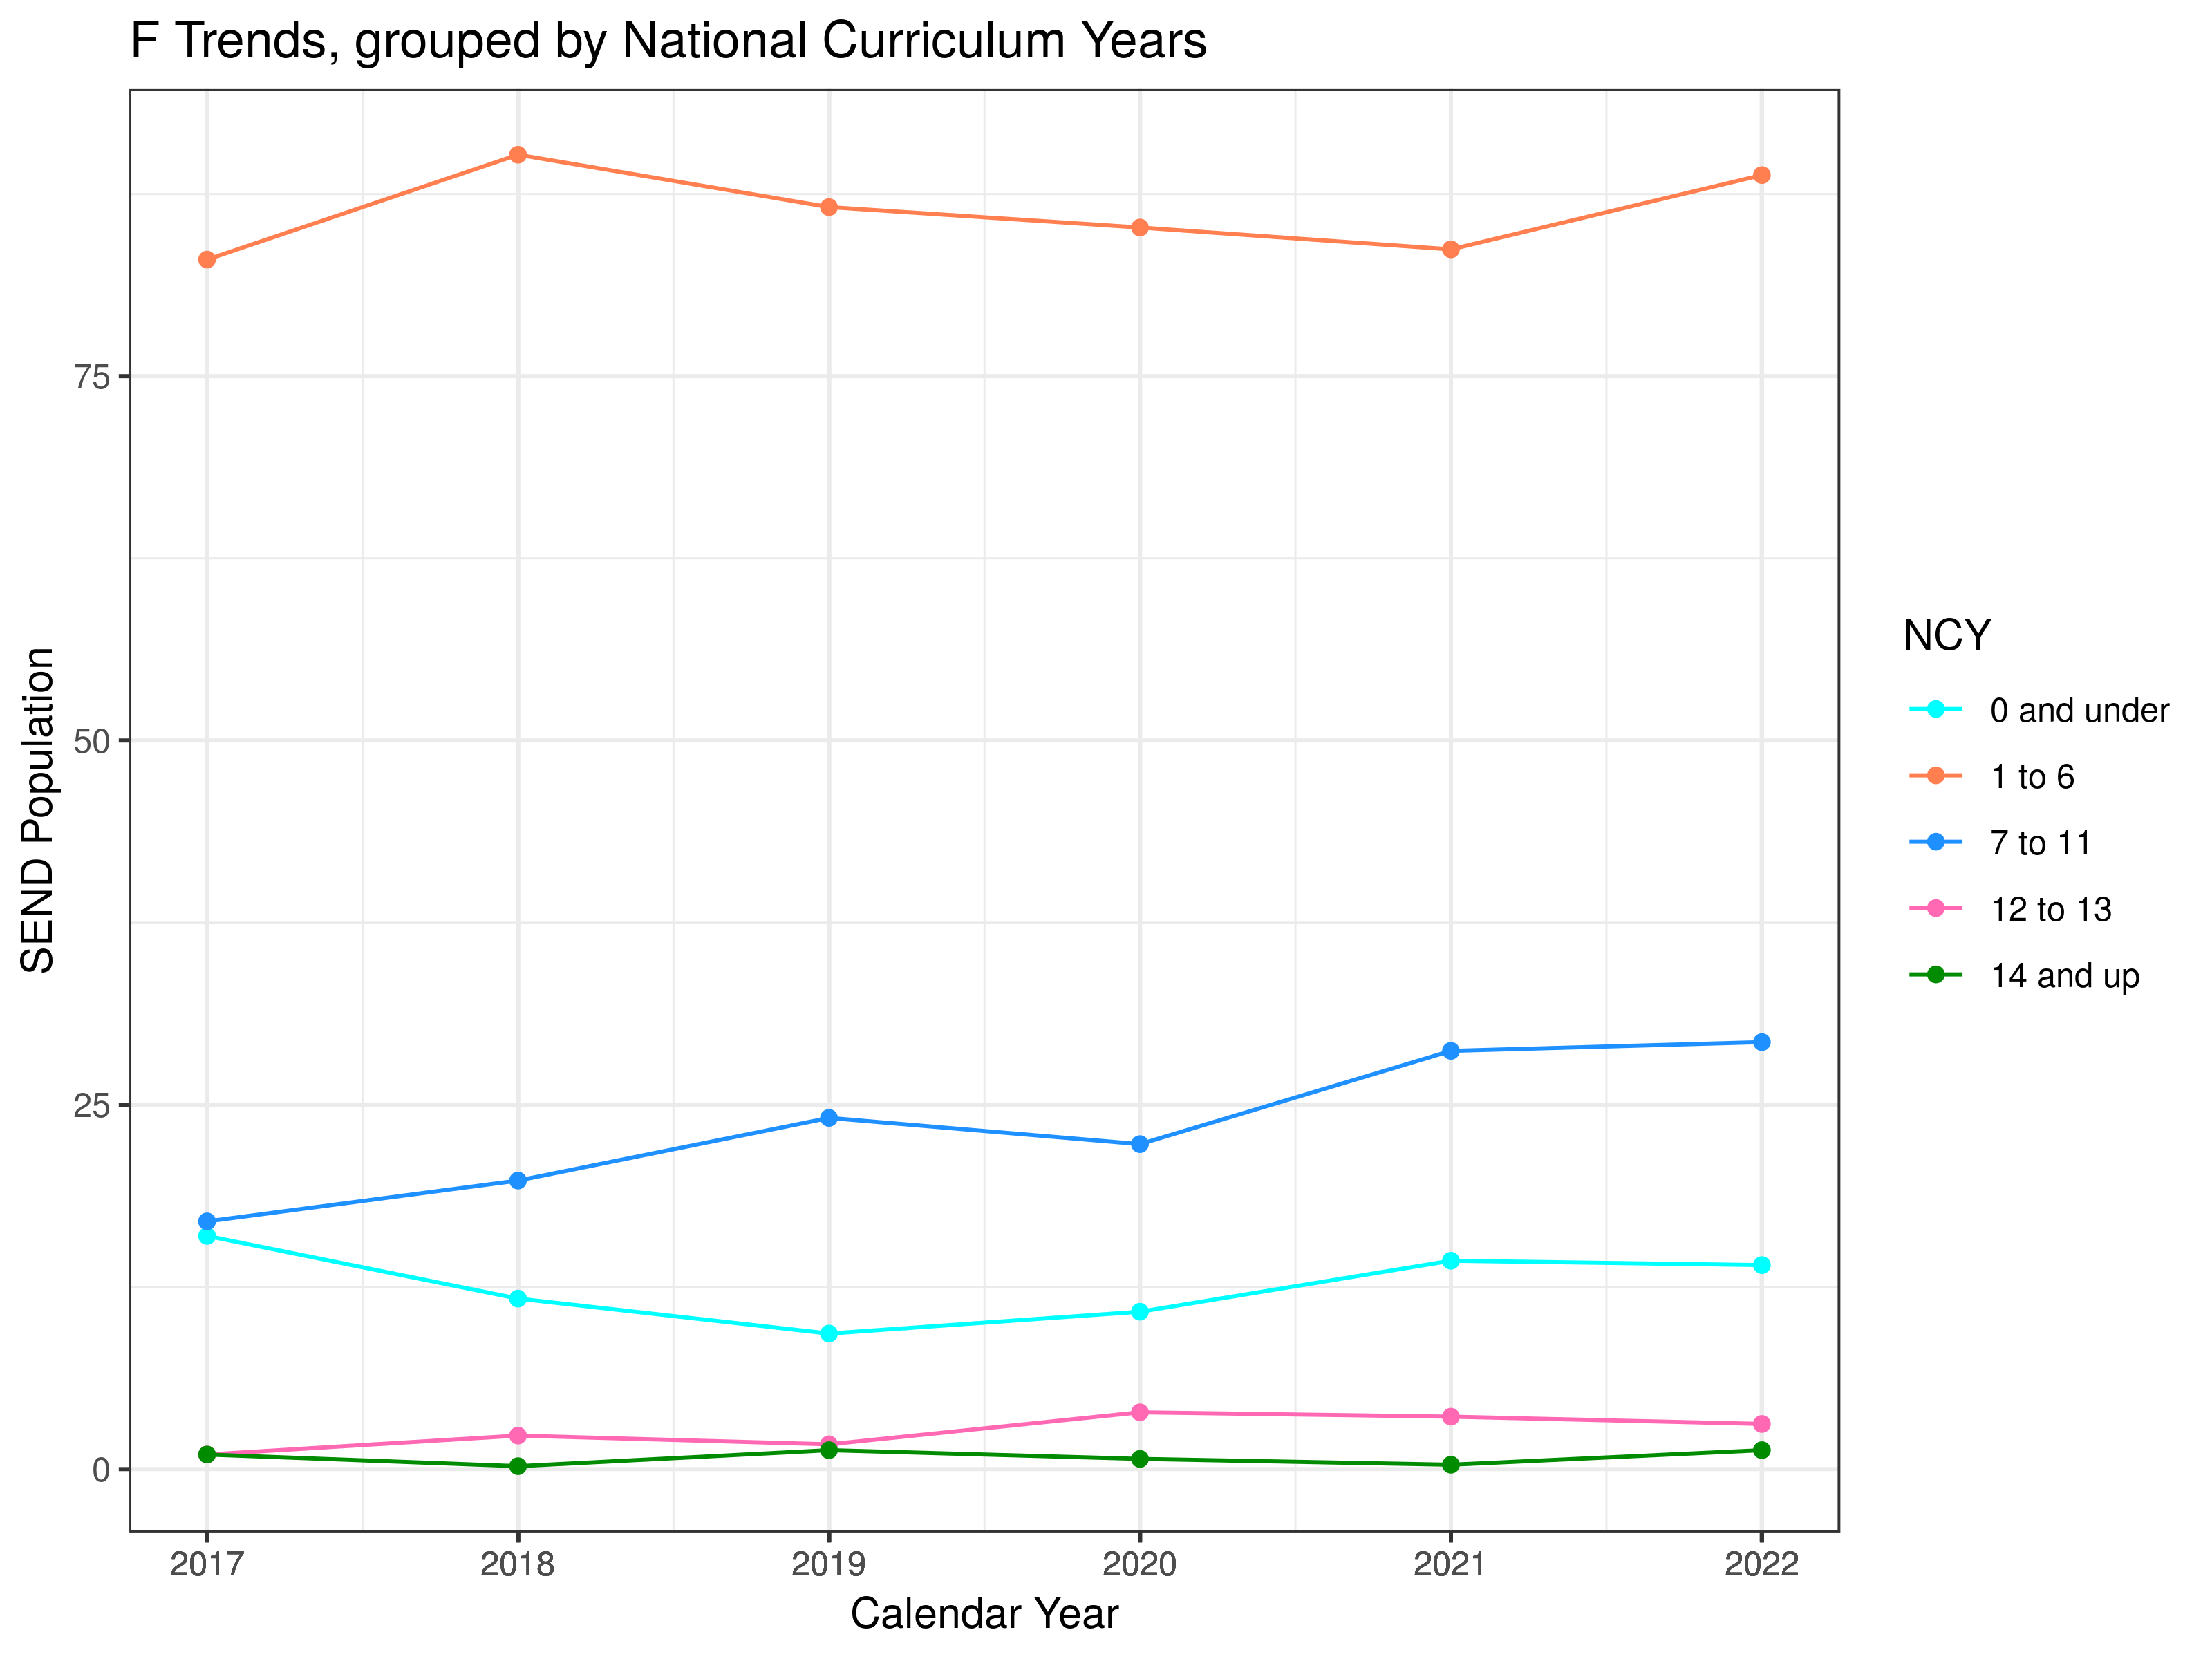 F Trends, grouped by National Curriculum Years
75
50
25
0
SEND Population
2017 2018 2019 2020 2021 2022
Calendar Year
NCY
0 and under
1 to 6
7 to 11
12 to 13
14 and up